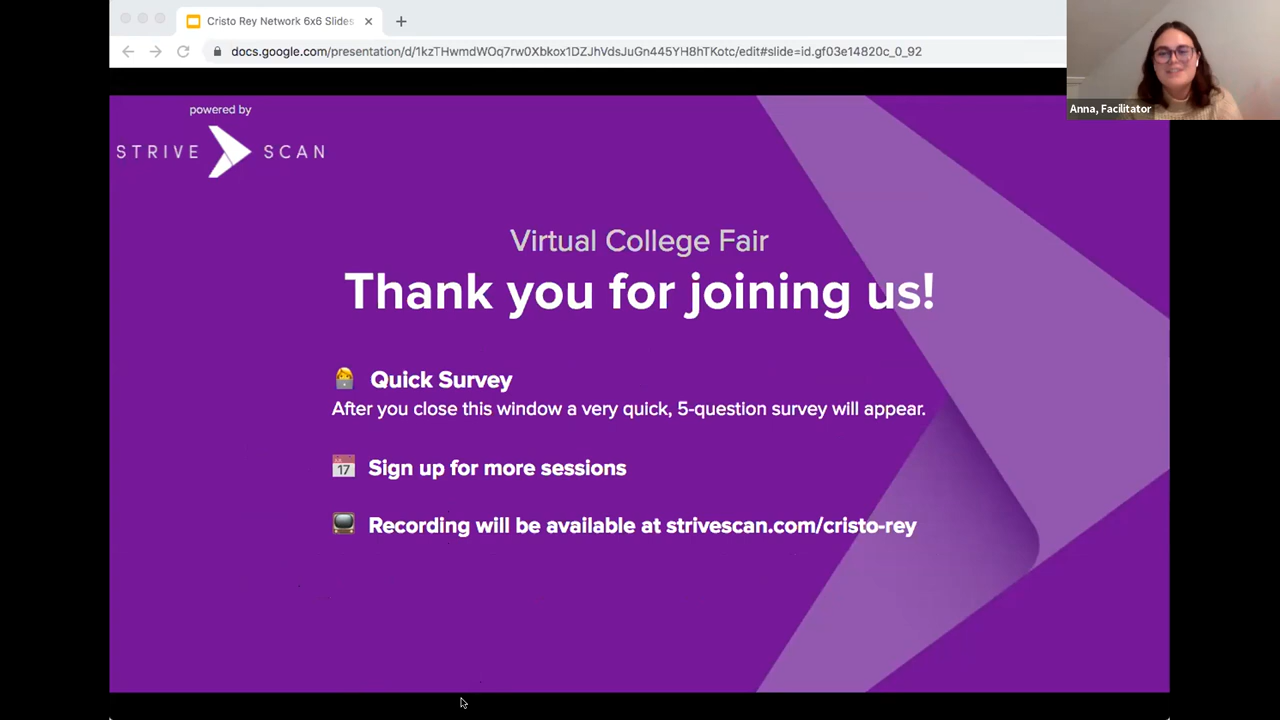 Cristo Rey Network 6x6 Slides
docs.google.com/presentation/d/1kzTHwmdWOq7rw0Xbkox1DZJhVdsJuGn445YH8hTKotc/edit#slide=id.gf03e14820c_0_92
Anna, Facilitator
powered by
STRIVE SCAN
Virtual College Fair
Thank you for joining us!
Quick Survey
After you close this window a very quick, 5-question survey will appear.
17 Sign up for more sessions
Recording will be available at strivescan.com/cristo-rey